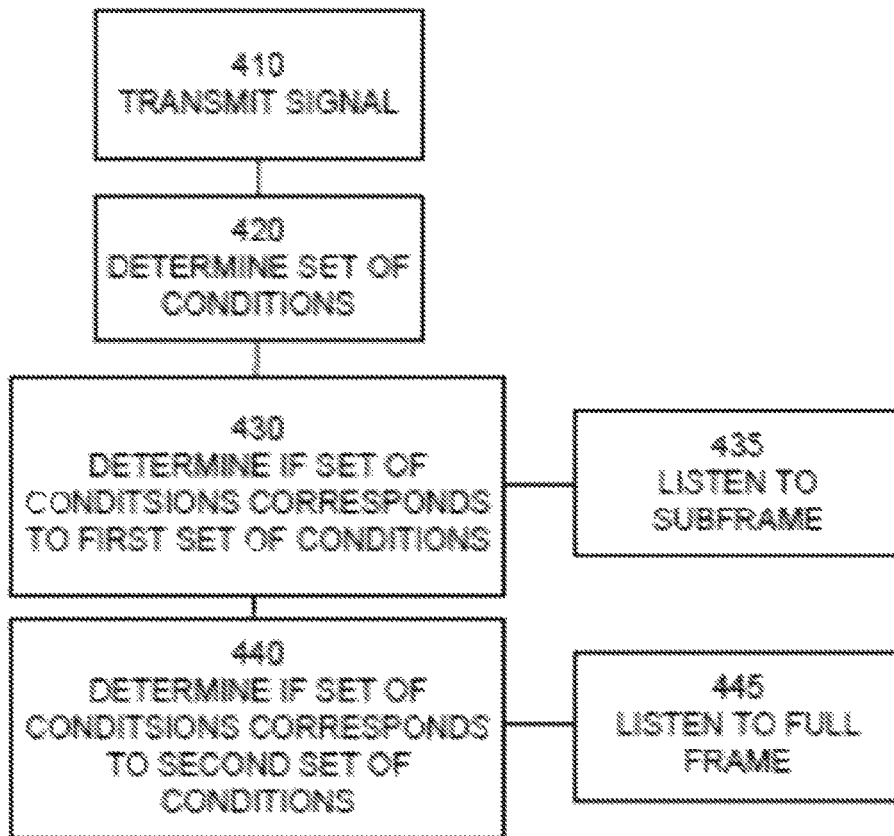 410
TRANSMIT SIGNAL
420
DETERMINE SET OF
CONDITIONS
430
DETERMINE IF SET OF
CONDITSIONS CORRESPONDS
TO FIRST SET OF CONDITIONS
435
LISTEN TO
SUBFRAME
440
DETERMINE IF SET OF
CONDITSIONS CORRESPONDS
TO SECOND SET OF
CONDITIONS
445
LISTEN TO FULL
FRAME